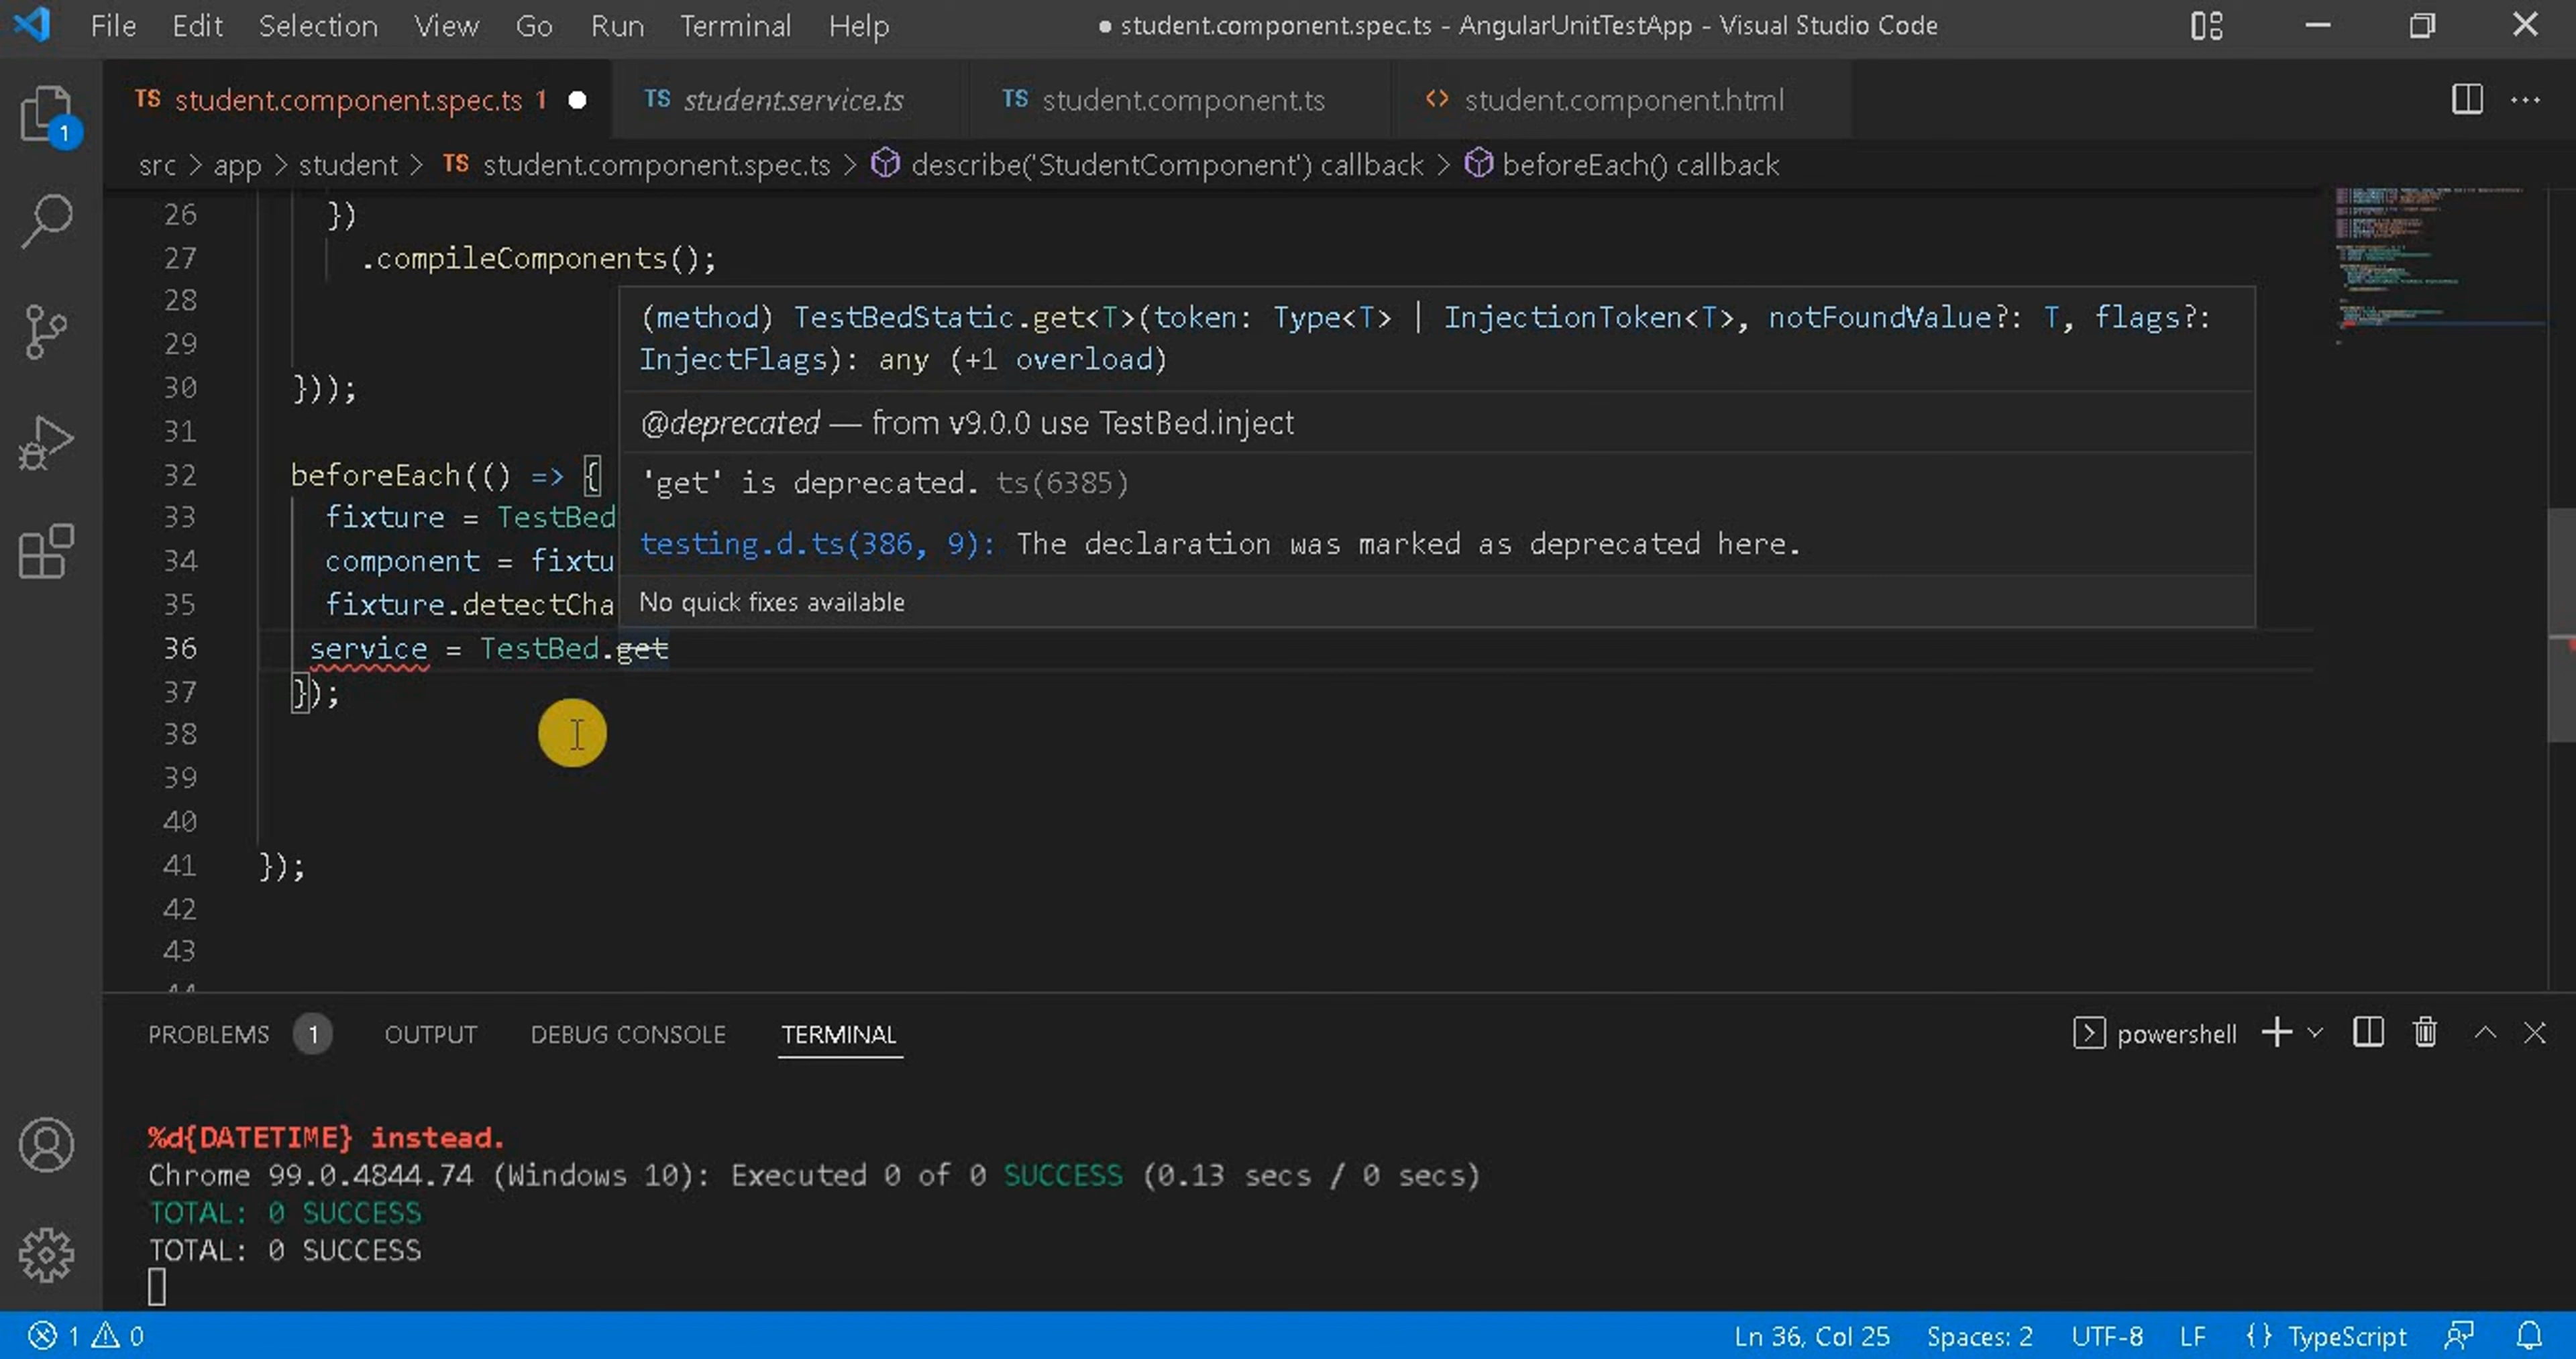 File Edit Selection View Go Run Terminal Help ● student.component.spec.ts - AngularUnitTestApp - Visual Studio Code
TS student.component.spec.ts 1 ● TS student.service.ts TS student.component.ts <> student.component.html ···
1
src > app > student > TS student.component.spec.ts > describe('StudentComponent') callback > beforeEach() callback
26 })
27 .compileComponents();
28
29
30 }));
31
32 beforeEach(() => {
33 fixture = TestBed
34 component = fixtu
35 fixture.detectCha
36 service = TestBed.get
37 });
38
39
40
41 });
42
43
44
(method) TestBedStatic.get<T>(token: Type<T> | InjectionToken<T>, notFoundValue?: T, flags?:
InjectFlags): any (+1 overload)
@deprecated — from v9.0.0 use TestBed.inject
'get' is deprecated. ts(6385)
testing.d.ts(386, 9): The declaration was marked as deprecated here.
No quick fixes available
PROBLEMS 1 OUTPUT DEBUG CONSOLE TERMINAL powershell
%d{DATETIME} instead.
Chrome 99.0.4844.74 (Windows 10): Executed 0 of 0 SUCCESS (0.13 secs / 0 secs)
TOTAL: 0 SUCCESS
TOTAL: 0 SUCCESS
1 0 Ln 36, Col 25 Spaces: 2 UTF-8 LF {} TypeScript